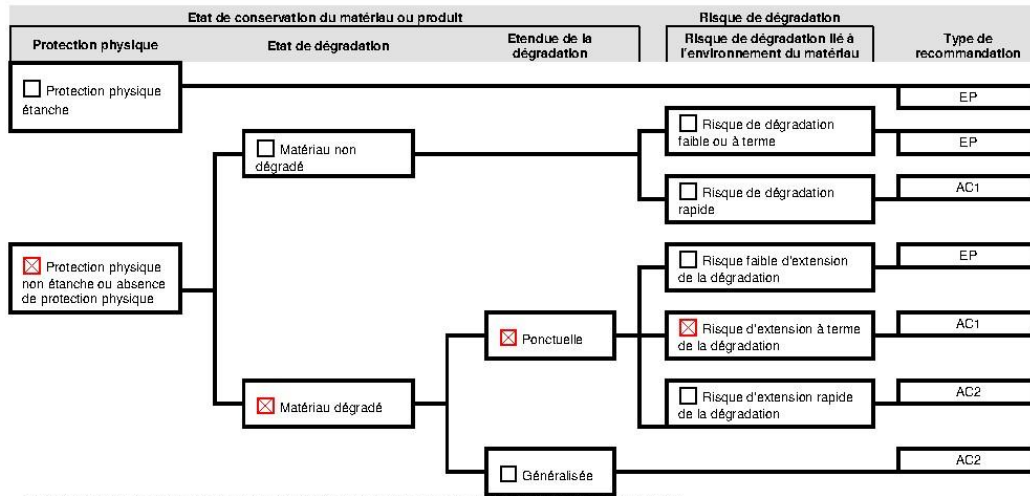 Etat de conservation du matériau ou produit
Risque de dégradation
Protection physique
Etat de dégradation
Etendue de la
dégradation
Risque de dégradation lié à
l'environnement du matériau
Type de
recommandation
Protection physique
étanche
EP
Matériau non
dégradé
Risque de dégradation
faible ou à terme
EP
Risque de dégradation
rapide
AC1
Protection physique
non étanche ou absence
de protection physique
Risque faible d'extension
de la dégradation
EP
Ponctuelle
Risque d'extension à terme
de la dégradation
AC1
Matériau dégradé
Risque d'extension rapide
de la dégradation
AC2
Généralisée
AC2